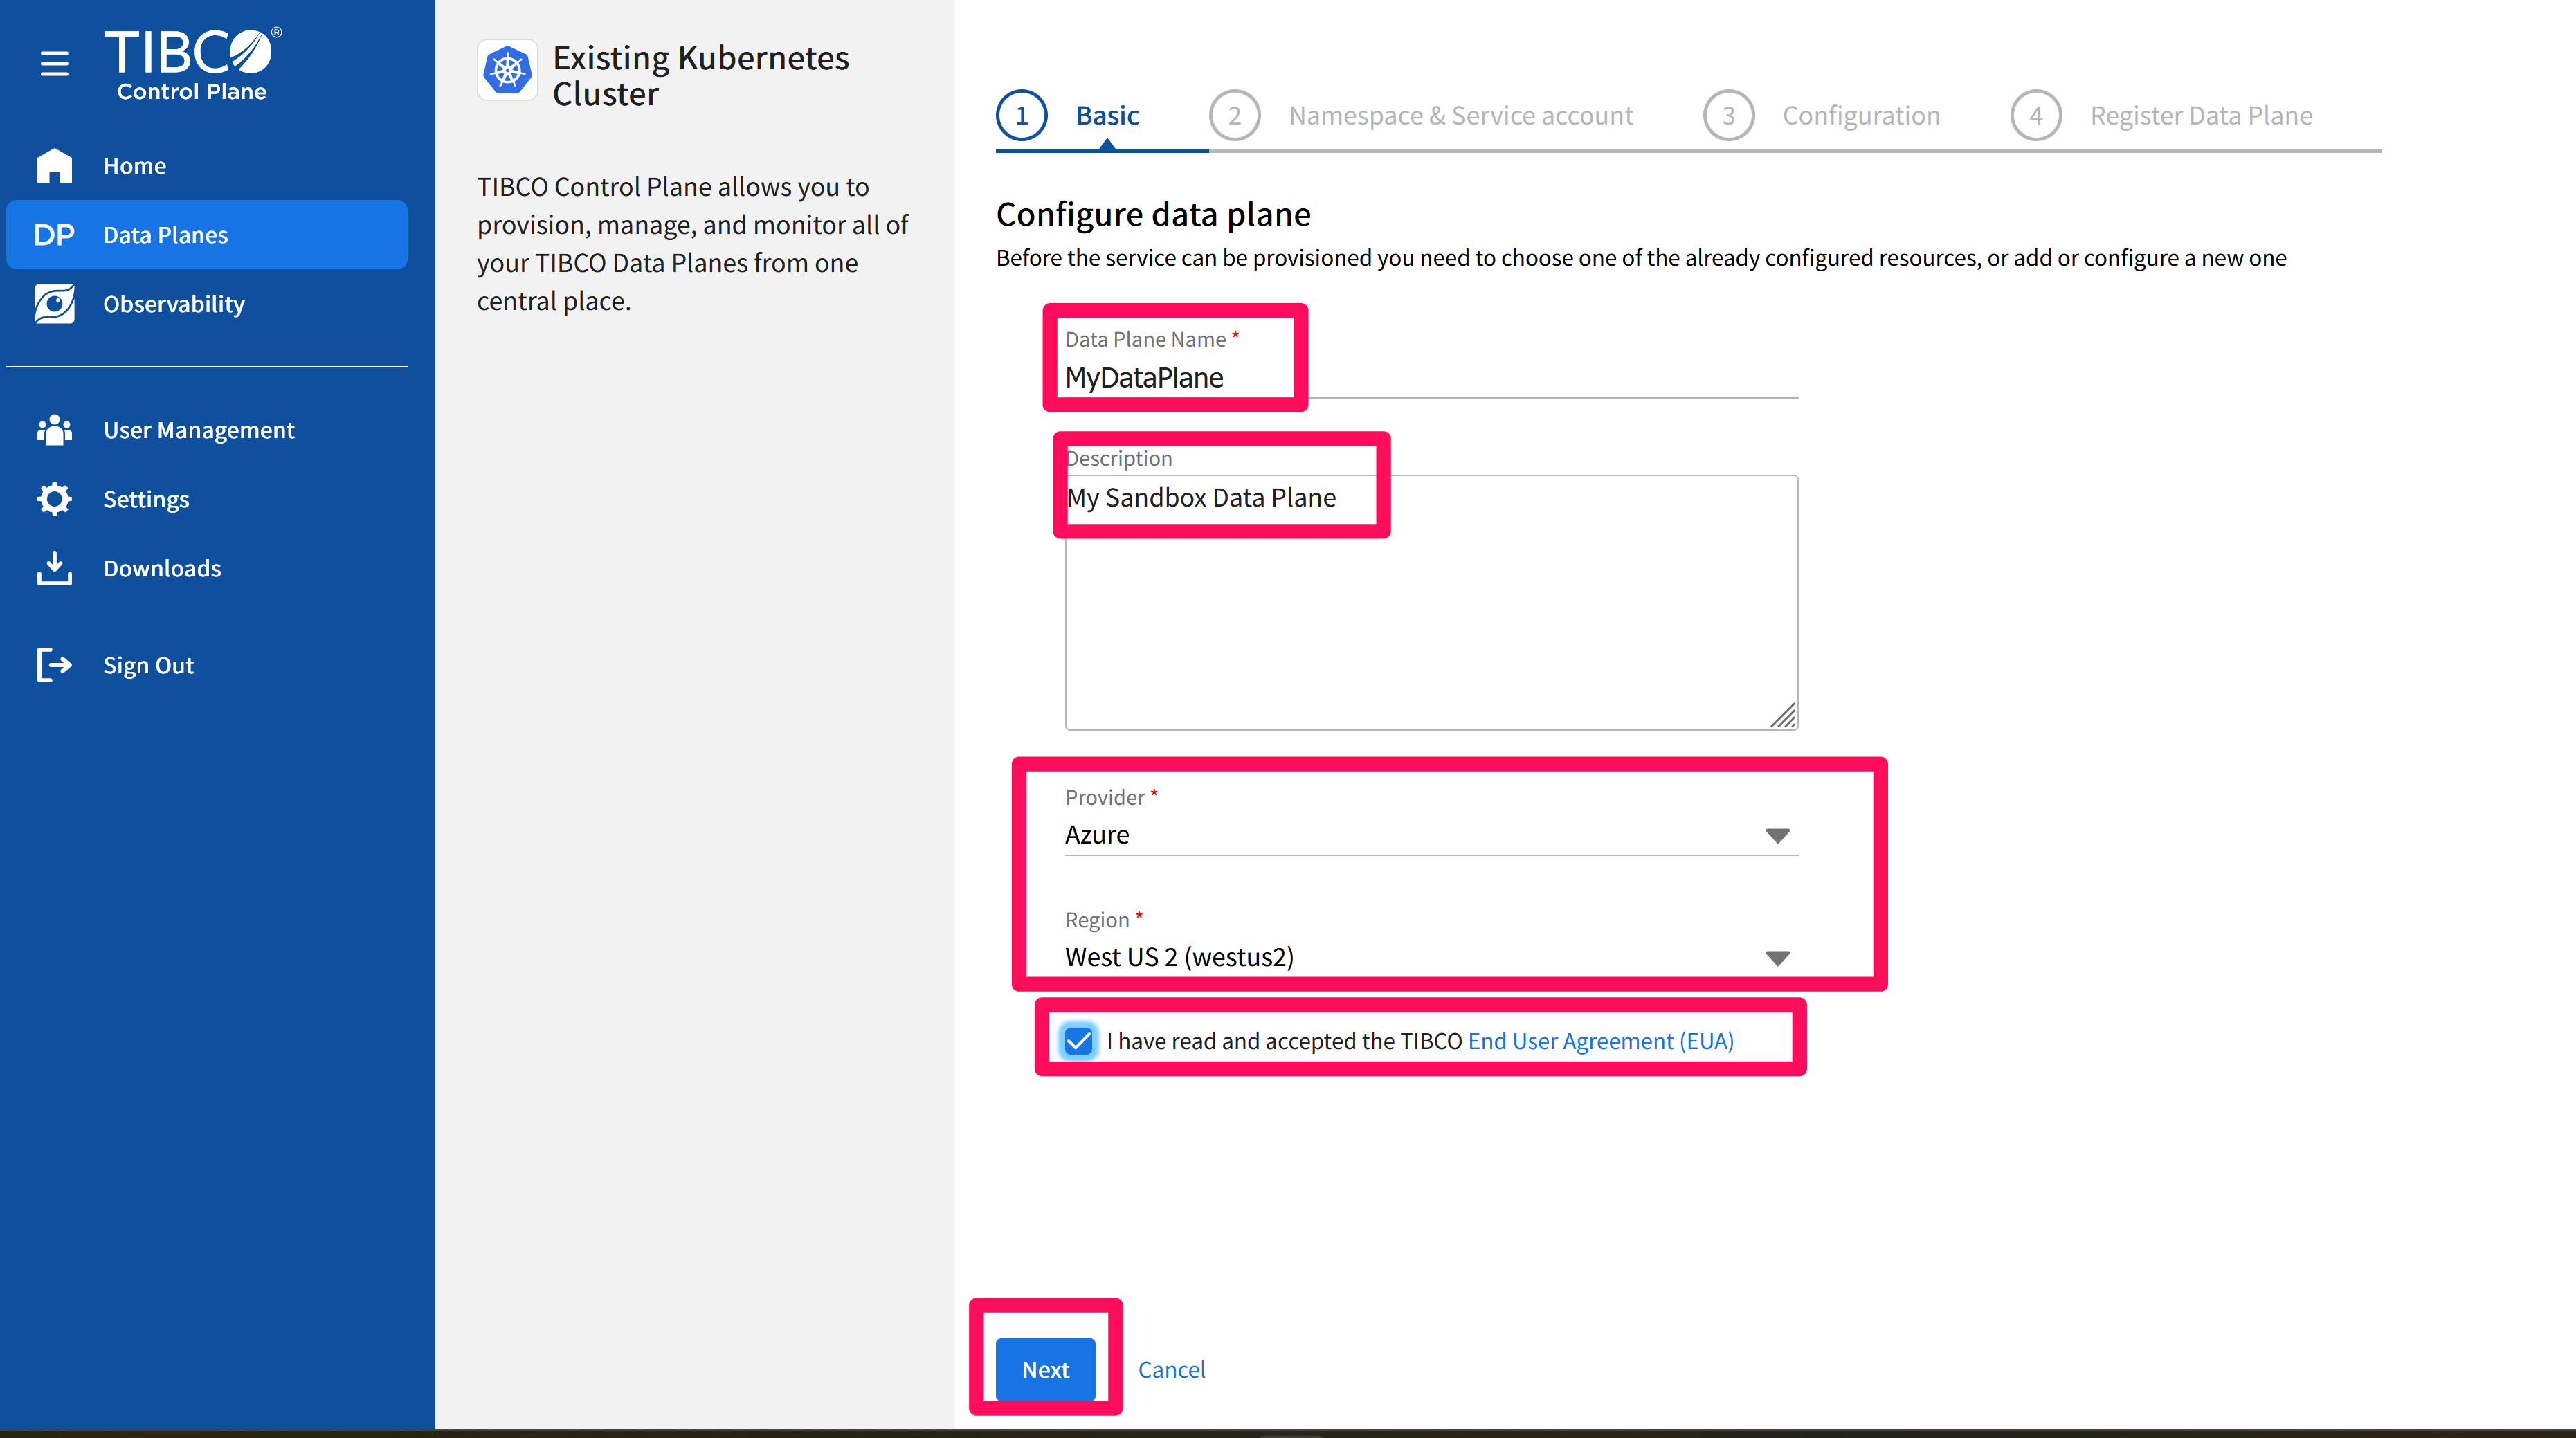 TIBCO®
Control Plane
Home
DP Data Planes
Observability
User Management
Settings
Downloads
Sign Out
Existing Kubernetes
Cluster
TIBCO Control Plane allows you to
provision, manage, and monitor all of
your TIBCO Data Planes from one
central place.
1 Basic 2 Namespace & Service account 3 Configuration 4 Register Data Plane
Configure data plane
Before the service can be provisioned you need to choose one of the already configured resources, or add or configure a new one
Data Plane Name *
MyDataPlane
Description
My Sandbox Data Plane
Provider *
Azure
Region *
West US 2 (westus2)
I have read and accepted the TIBCO End User Agreement (EUA)
Next Cancel